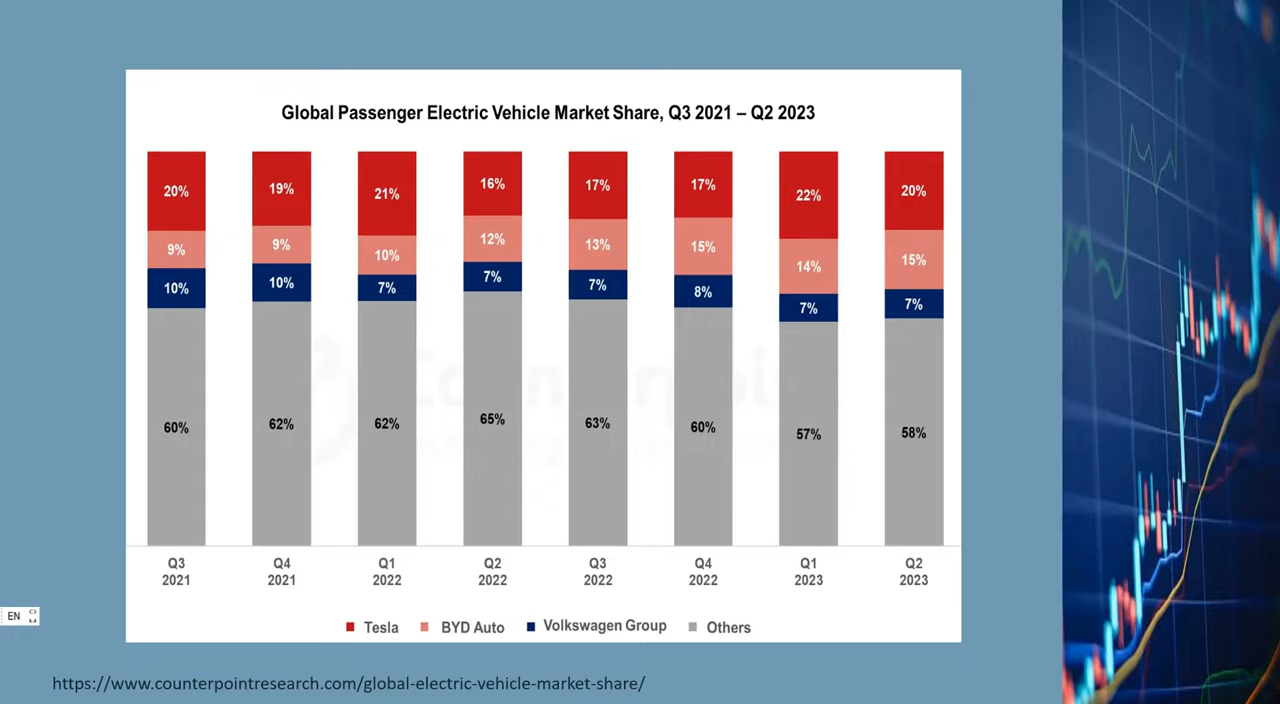 Global Passenger Electric Vehicle Market Share, Q3 2021 – Q2 2023
20% 19% 21% 16% 17% 17% 22% 20%
9% 9% 10% 12% 13% 15% 14% 15%
10% 10% 7% 7% 7% 8% 7% 7%
60% 62% 62% 65% 63% 60% 57% 58%
Q3 Q4 Q1 Q2 Q3 Q4 Q1 Q2
2021 2021 2022 2022 2022 2022 2023 2023
Tesla BYD Auto Volkswagen Group Others
EN
https://www.counterpointresearch.com/global-electric-vehicle-market-share/